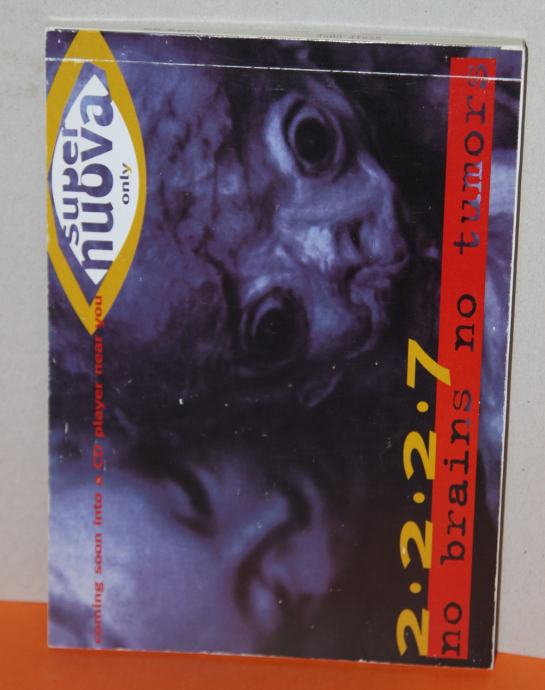 super
nuova
only
coming soon into a CD player near you
2·2·2·7
no brains no tumors